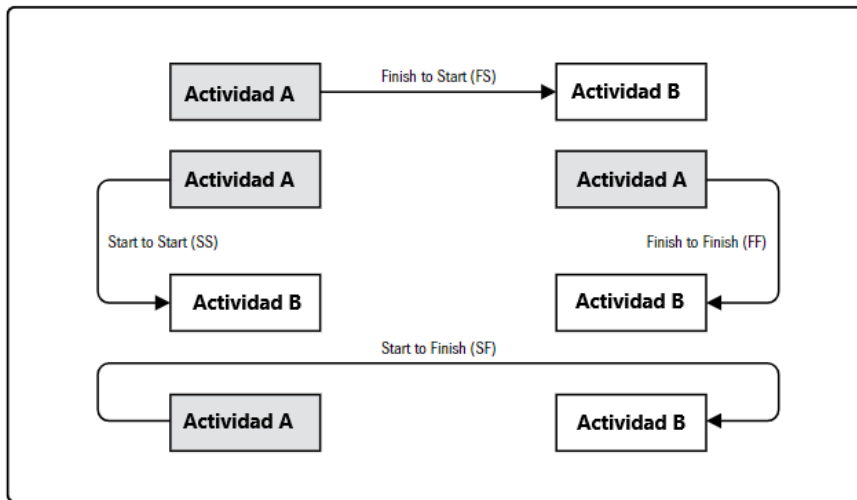 Actividad A
Finish to Start (FS)
Actividad B
Actividad A
Actividad A
Start to Start (SS)
Finish to Finish (FF)
Actividad B
Actividad B
Start to Finish (SF)
Actividad A
Actividad B